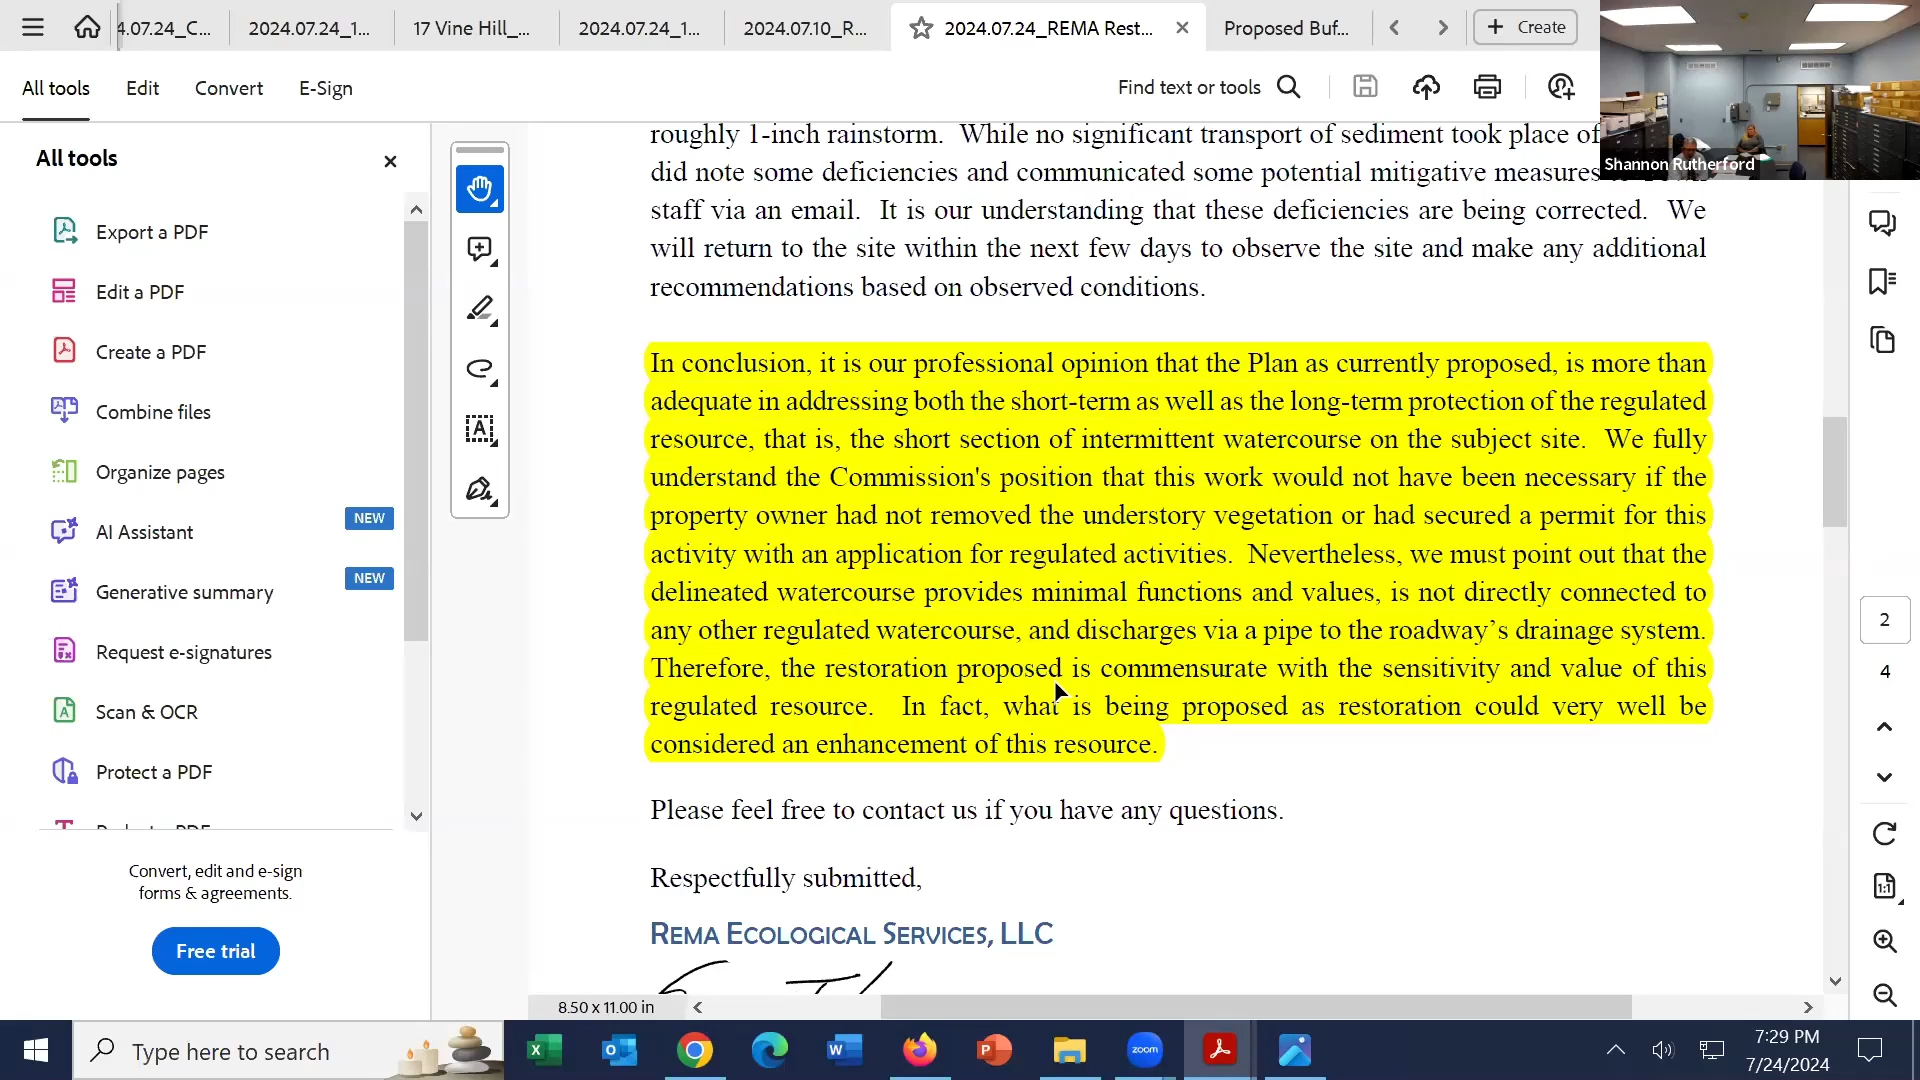 4.07.24_C...
2024.07.24_1...
17 Vine Hill_...
2024.07.24_1...
2024.07.10_R...
2024.07.24_REMA Rest...
Proposed Buf...
Create
All tools
Edit
Convert
E-Sign
Find text or tools
Shannon Rutherford
All tools
Export a PDF
Edit a PDF
Create a PDF
Combine files
Organize pages
AI Assistant
NEW
Generative summary
NEW
Request e-signatures
Scan & OCR
Protect a PDF
Convert, edit and e-sign
forms & agreements.
Free trial
roughly 1-inch rainstorm. While no significant transport of sediment took place of
did note some deficiencies and communicated some potential mitigative measures
staff via an email. It is our understanding that these deficiencies are being corrected. We
will return to the site within the next few days to observe the site and make any additional
recommendations based on observed conditions.
In conclusion, it is our professional opinion that the Plan as currently proposed, is more than
adequate in addressing both the short-term as well as the long-term protection of the regulated
resource, that is, the short section of intermittent watercourse on the subject site. We fully
understand the Commission's position that this work would not have been necessary if the
property owner had not removed the understory vegetation or had secured a permit for this
activity with an application for regulated activities. Nevertheless, we must point out that the
delineated watercourse provides minimal functions and values, is not directly connected to
any other regulated watercourse, and discharges via a pipe to the roadway’s drainage system.
Therefore, the restoration proposed is commensurate with the sensitivity and value of this
regulated resource. In fact, what is being proposed as restoration could very well be
considered an enhancement of this resource.
Please feel free to contact us if you have any questions.
Respectfully submitted,
REMA ECOLOGICAL SERVICES, LLC
2
4
1:1
8.50 x 11.00 in
Type here to search
zoom
7:29 PM
7/24/2024